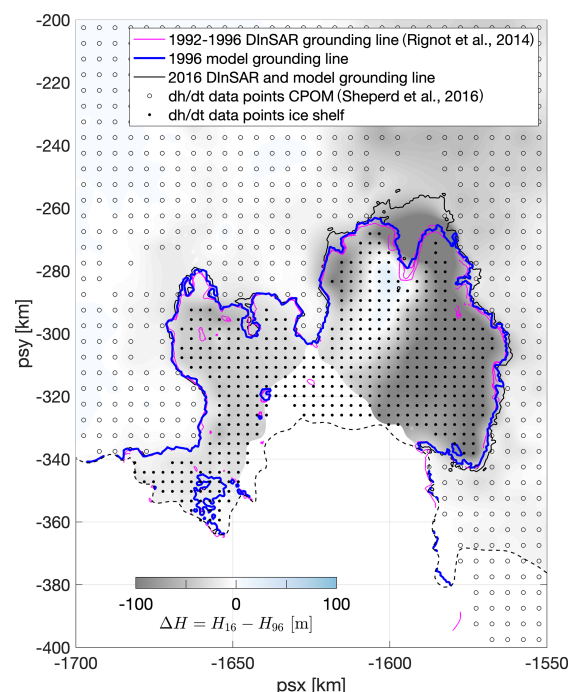 -200
-220
-240
-260
-280
-300
-320
-340
-360
-380
-400
psy [km]
1992-1996 DInSAR grounding line (Rignot et al., 2014)
1996 model grounding line
2016 DInSAR and model grounding line
dh/dt data points CPOM (Sheperd et al., 2016)
dh/dt data points ice shelf
-100 0 100
ΔH = H₁₆ − H₉₆ [m]
-1700 -1650 -1600 -1550
psx [km]